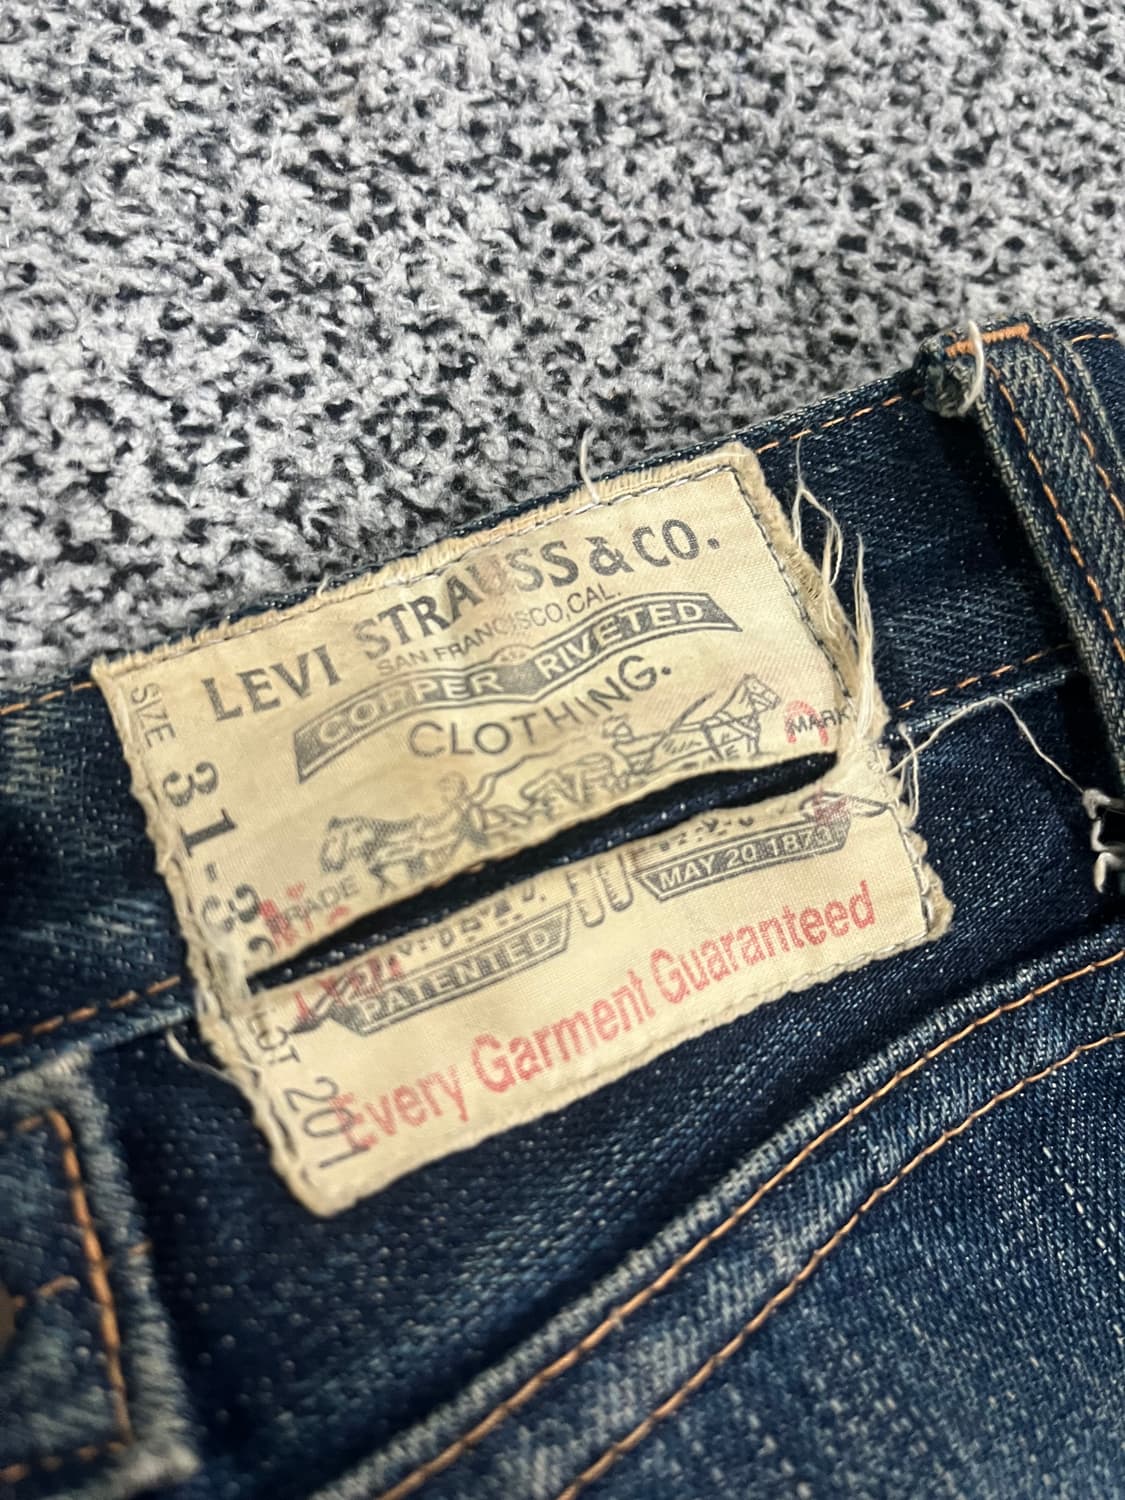 LEVI STRAUSS & CO.
SAN FRANCISCO, CAL.
COPPER RIVETED
CLOTHING.
SIZE 31-3
TRADE
MARK
PATENTED
MAY 20 1873
LOT 201
Every Garment Guaranteed